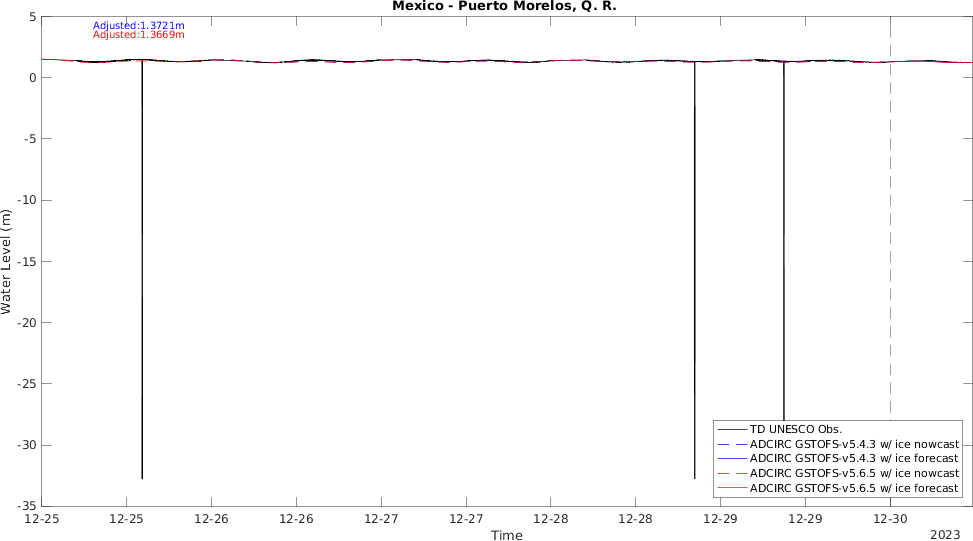 Mexico - Puerto Morelos, Q. R.
Adjusted:1.3721m
Adjusted:1.3669m
5
0
-5
-10
-15
-20
-25
-30
-35
Water Level (m)
TD UNESCO Obs.
ADCIRC GSTOFS-v5.4.3 w/ ice nowcast
ADCIRC GSTOFS-v5.4.3 w/ ice forecast
ADCIRC GSTOFS-v5.6.5 w/ ice nowcast
ADCIRC GSTOFS-v5.6.5 w/ ice forecast
12-25 12-25 12-26 12-26 12-27 12-27 12-28 12-28 12-29 12-29 12-30
Time
2023